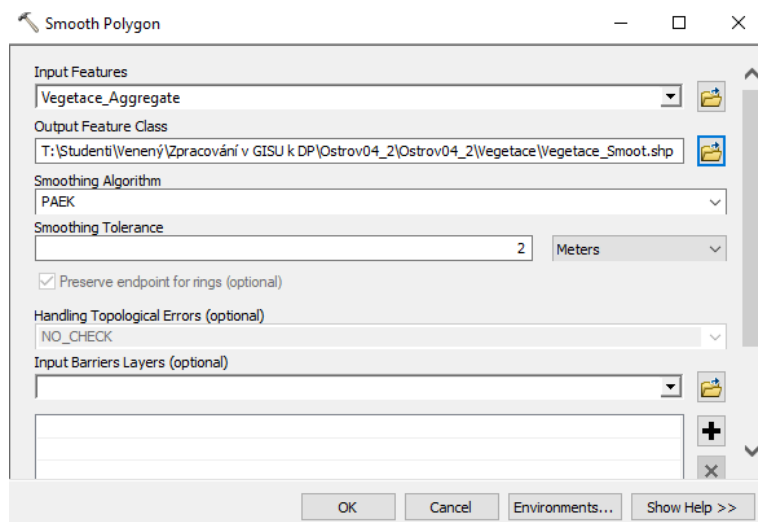 Smooth Polygon
Input Features
Vegetace_Aggregate
Output Feature Class
T:\Studenti\Venený\Zpracování v GISU k DP\Ostrov04_2\Ostrov04_2\Vegetace\Vegetace_Smoot.shp
Smoothing Algorithm
PAEK
Smoothing Tolerance
2 Meters
Preserve endpoint for rings (optional)
Handling Topological Errors (optional)
NO_CHECK
Input Barriers Layers (optional)
OK Cancel Environments... Show Help >>